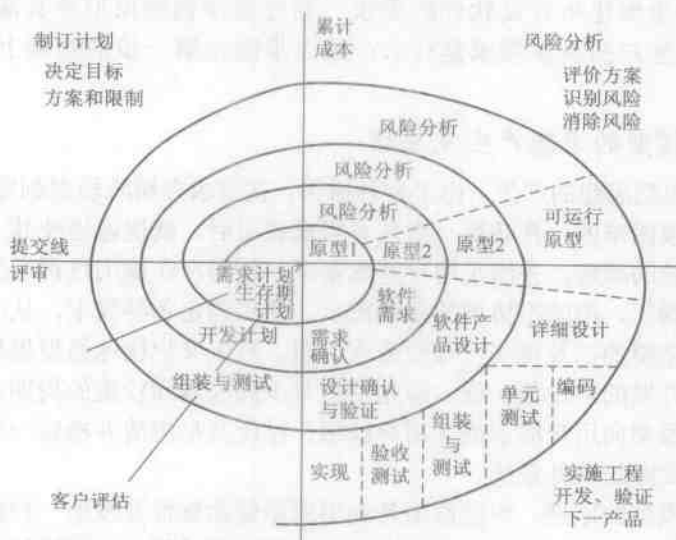 制订计划
决定目标
方案和限制
累计
成本
风险分析
评价方案
识别风险
消除风险
风险分析
风险分析
风险分析
可运行
原型
原型1
原型2
原型2
提交线
评审
需求计划
生存期
计划
软件
需求
软件产
品设计
详细设计
开发计划
需求
确认
组装与测试
设计确认
与验证
单元
测试
编码
组装
与
测试
实现
验收
测试
客户评估
实施工程
开发、验证
下一产品